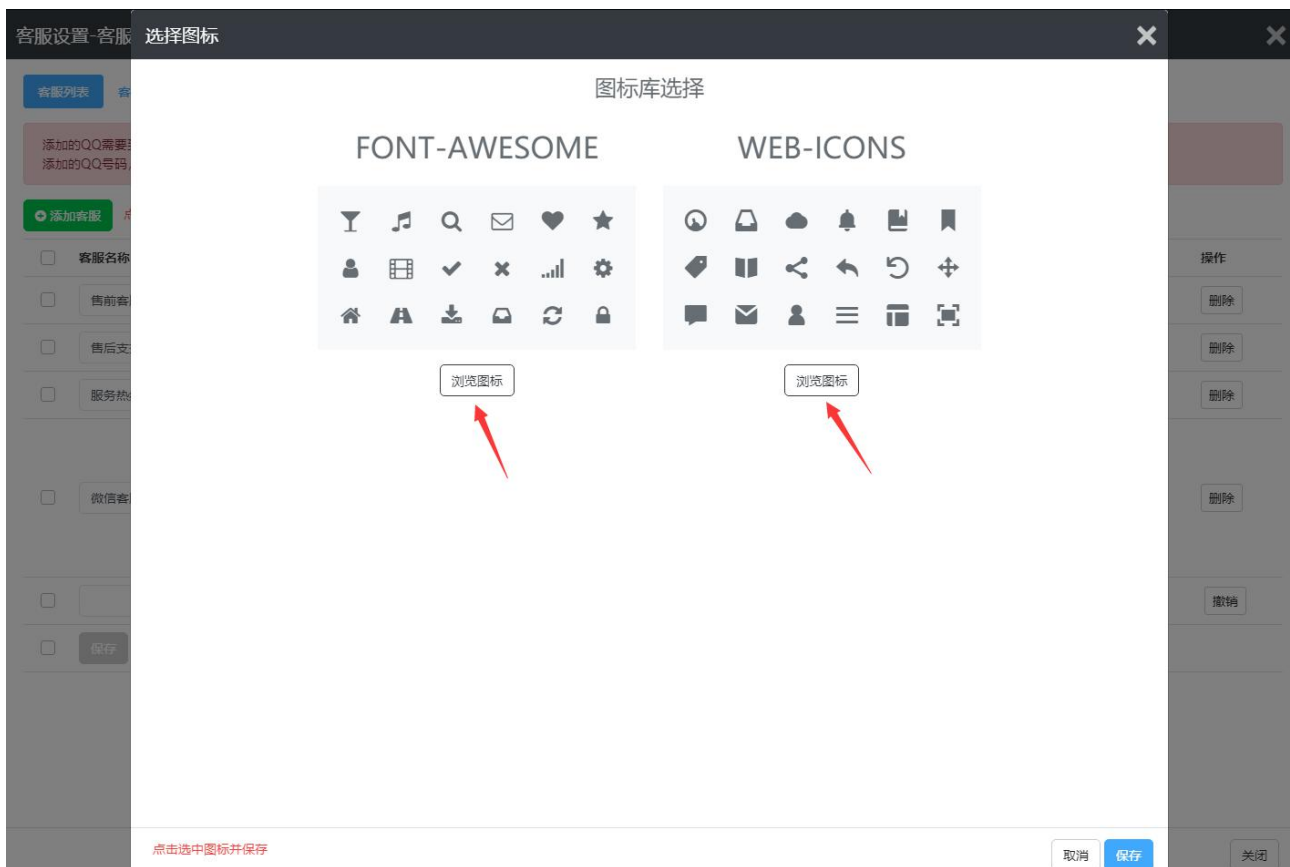 客服设置-客服
选择图标
客服列表
客
图标库选择
添加的QQ需要
添加的QQ号码,
FONT-AWESOME
WEB-ICONS
添加客服
点
客服名称
操作
售前客
删除
售后支
删除
服务热
删除
浏览图标
浏览图标
微信客
删除
撤销
保存
点击选中图标并保存
取消
保存
关闭